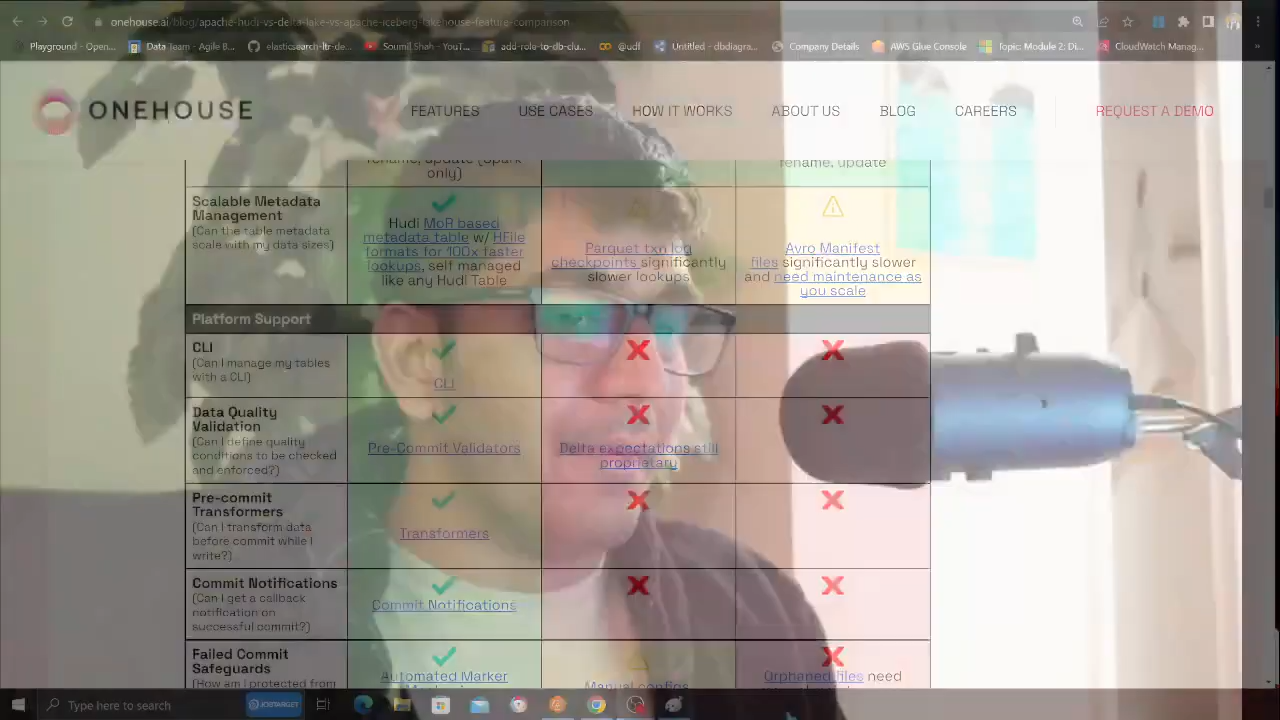 onehouse.ai/blog/apache-hudi-vs-delta-lake-vs-apache-iceberg-lakehouse-feature-comparison
Playground - Open...
Data Team - Agile B...
elasticsearch-ltr-de...
Soumil Shah - YouT...
add-role-to-db-clu...
@udf
Untitled - dbdiagra...
Company Details
AWS Glue Console
Topic: Module 2: Di...
CloudWatch Manag...
»
ONEHOUSE
FEATURES
USE CASES
HOW IT WORKS
ABOUT US
BLOG
CAREERS
REQUEST A DEMO
rename, update (Spark
only)
rename, update
Scalable Metadata
Management
(Can the table metadata
scale with my data sizes)
Hudi MoR based
metadata table w/ HFile
formats for 100x faster
lookups, self managed
like any Hudi Table
Parquet txn log
checkpoints significantly
slower lookups
Avro Manifest
files significantly slower
and need maintenance as
you scale
Platform Support
CLI
(Can I manage my tables
with a CLI)
CLI
Data Quality
Validation
(Can I define quality
conditions to be checked
and enforced?)
Pre-Commit Validators
Delta expectations still
proprietary
Pre-commit
Transformers
(Can I transform data
before commit while I
write?)
Transformers
Commit Notifications
(Can I get a callback
notification on
successful commit?)
Commit Notifications
Failed Commit
Safeguards
(How am I protected from
Automated Marker
Manual configs
Orphaned files need
Type here to search